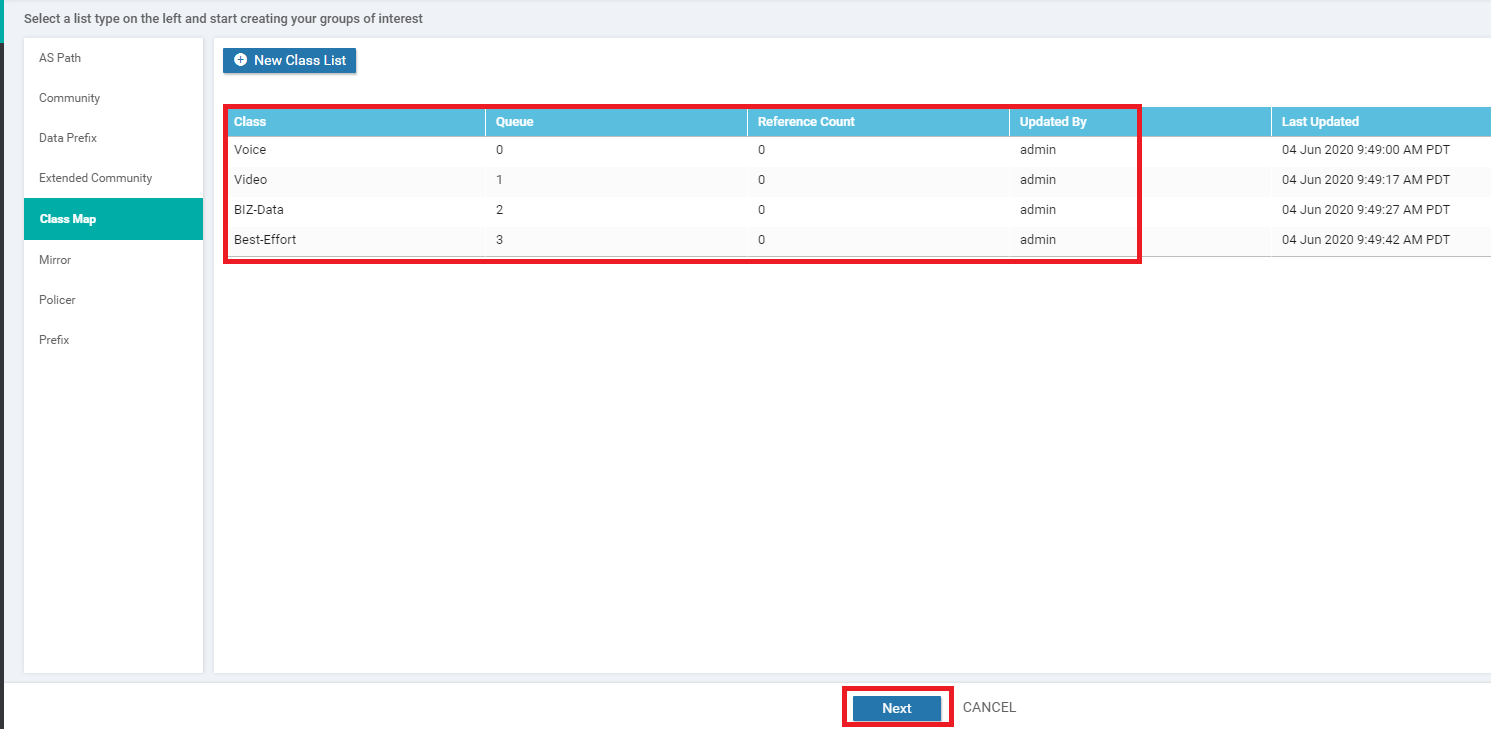 Select a list type on the left and start creating your groups of interest
AS Path
Community
Data Prefix
Extended Community
Class Map
Mirror
Policer
Prefix
New Class List
Class Queue Reference Count Updated By Last Updated
Voice 0 0 admin 04 Jun 2020 9:49:00 AM PDT
Video 1 0 admin 04 Jun 2020 9:49:17 AM PDT
BIZ-Data 2 0 admin 04 Jun 2020 9:49:27 AM PDT
Best-Effort 3 0 admin 04 Jun 2020 9:49:42 AM PDT
Next CANCEL